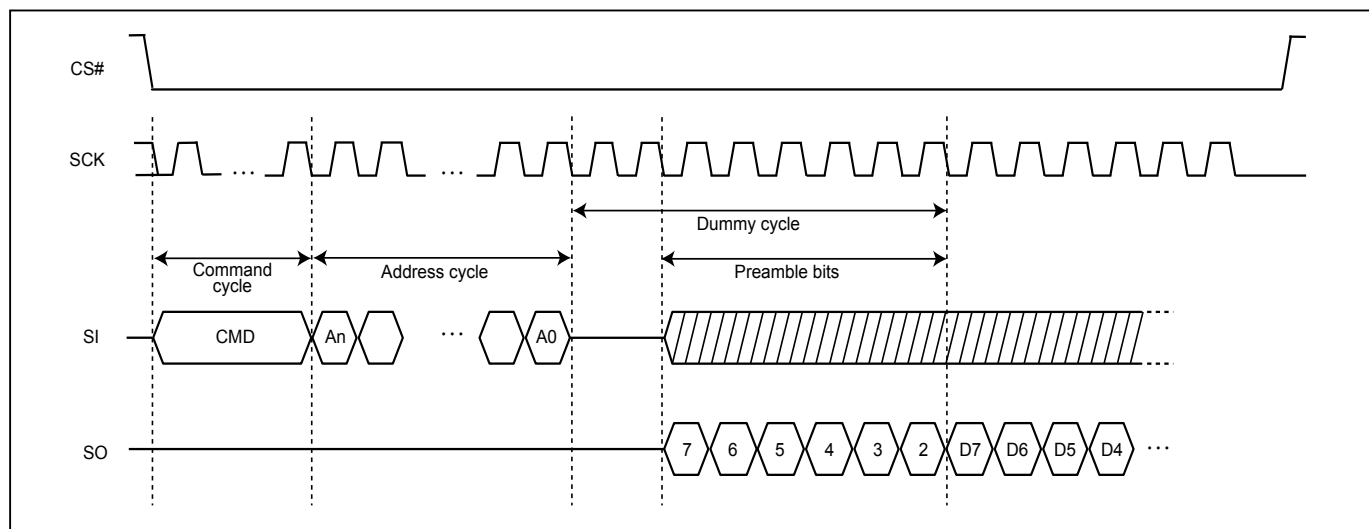 CS#
SCK
...
...
Dummy cycle
Command
cycle
Address cycle
Preamble bits
SI
CMD
An
...
A0
SO
7 6 5 4 3 2 D7 D6 D5 D4 ...